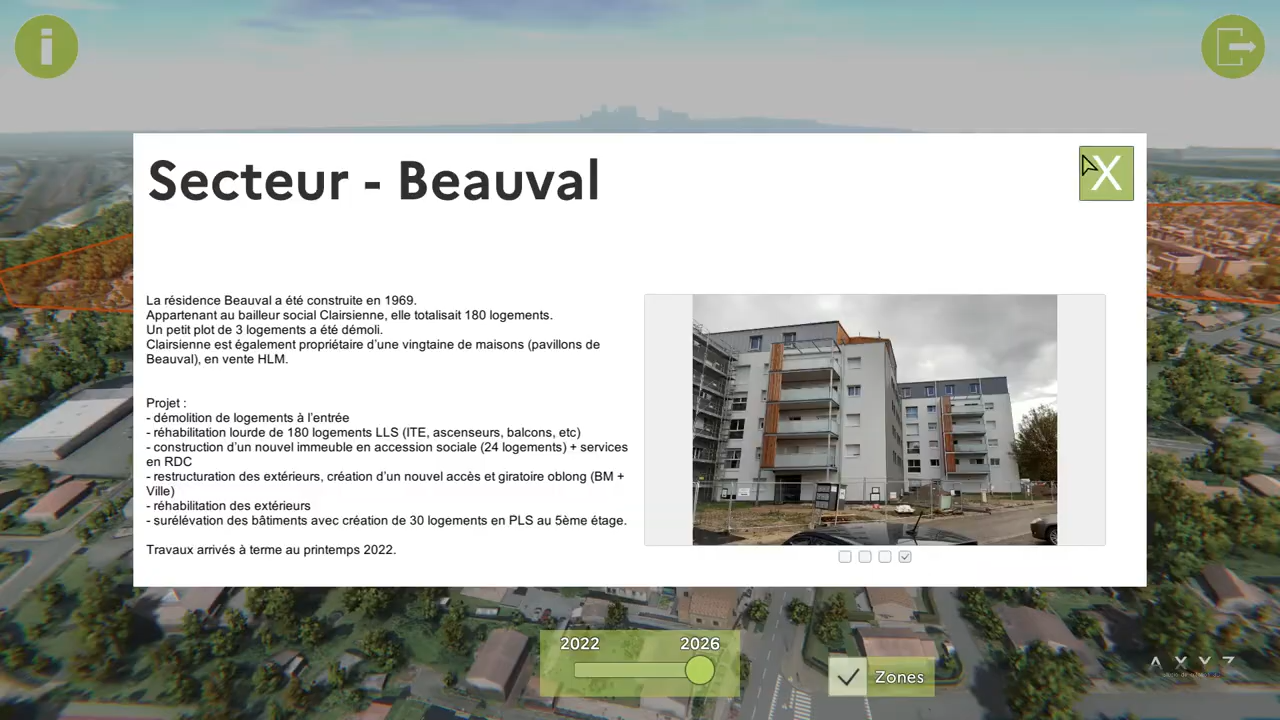 Secteur - Beauval
X
La résidence Beauval a été construite en 1969.
Appartenant au bailleur social Clairsienne, elle totalisait 180 logements.
Un petit plot de 3 logements a été démoli.
Clairsienne est également propriétaire d'une vingtaine de maisons (pavillons de
Beauval), en vente HLM.
Projet :
- démolition de logements à l'entrée
- réhabilitation lourde de 180 logements LLS (ITE, ascenseurs, balcons, etc)
- construction d'un nouvel immeuble en accession sociale (24 logements) + services
en RDC
- restructuration des extérieurs, création d'un nouvel accès et giratoire oblong (BM +
Ville)
- réhabilitation des extérieurs
- surélévation des bâtiments avec création de 30 logements en PLS au 5ème étage.
Travaux arrivés à terme au printemps 2022.
2022 2026
Zones
AXYZ